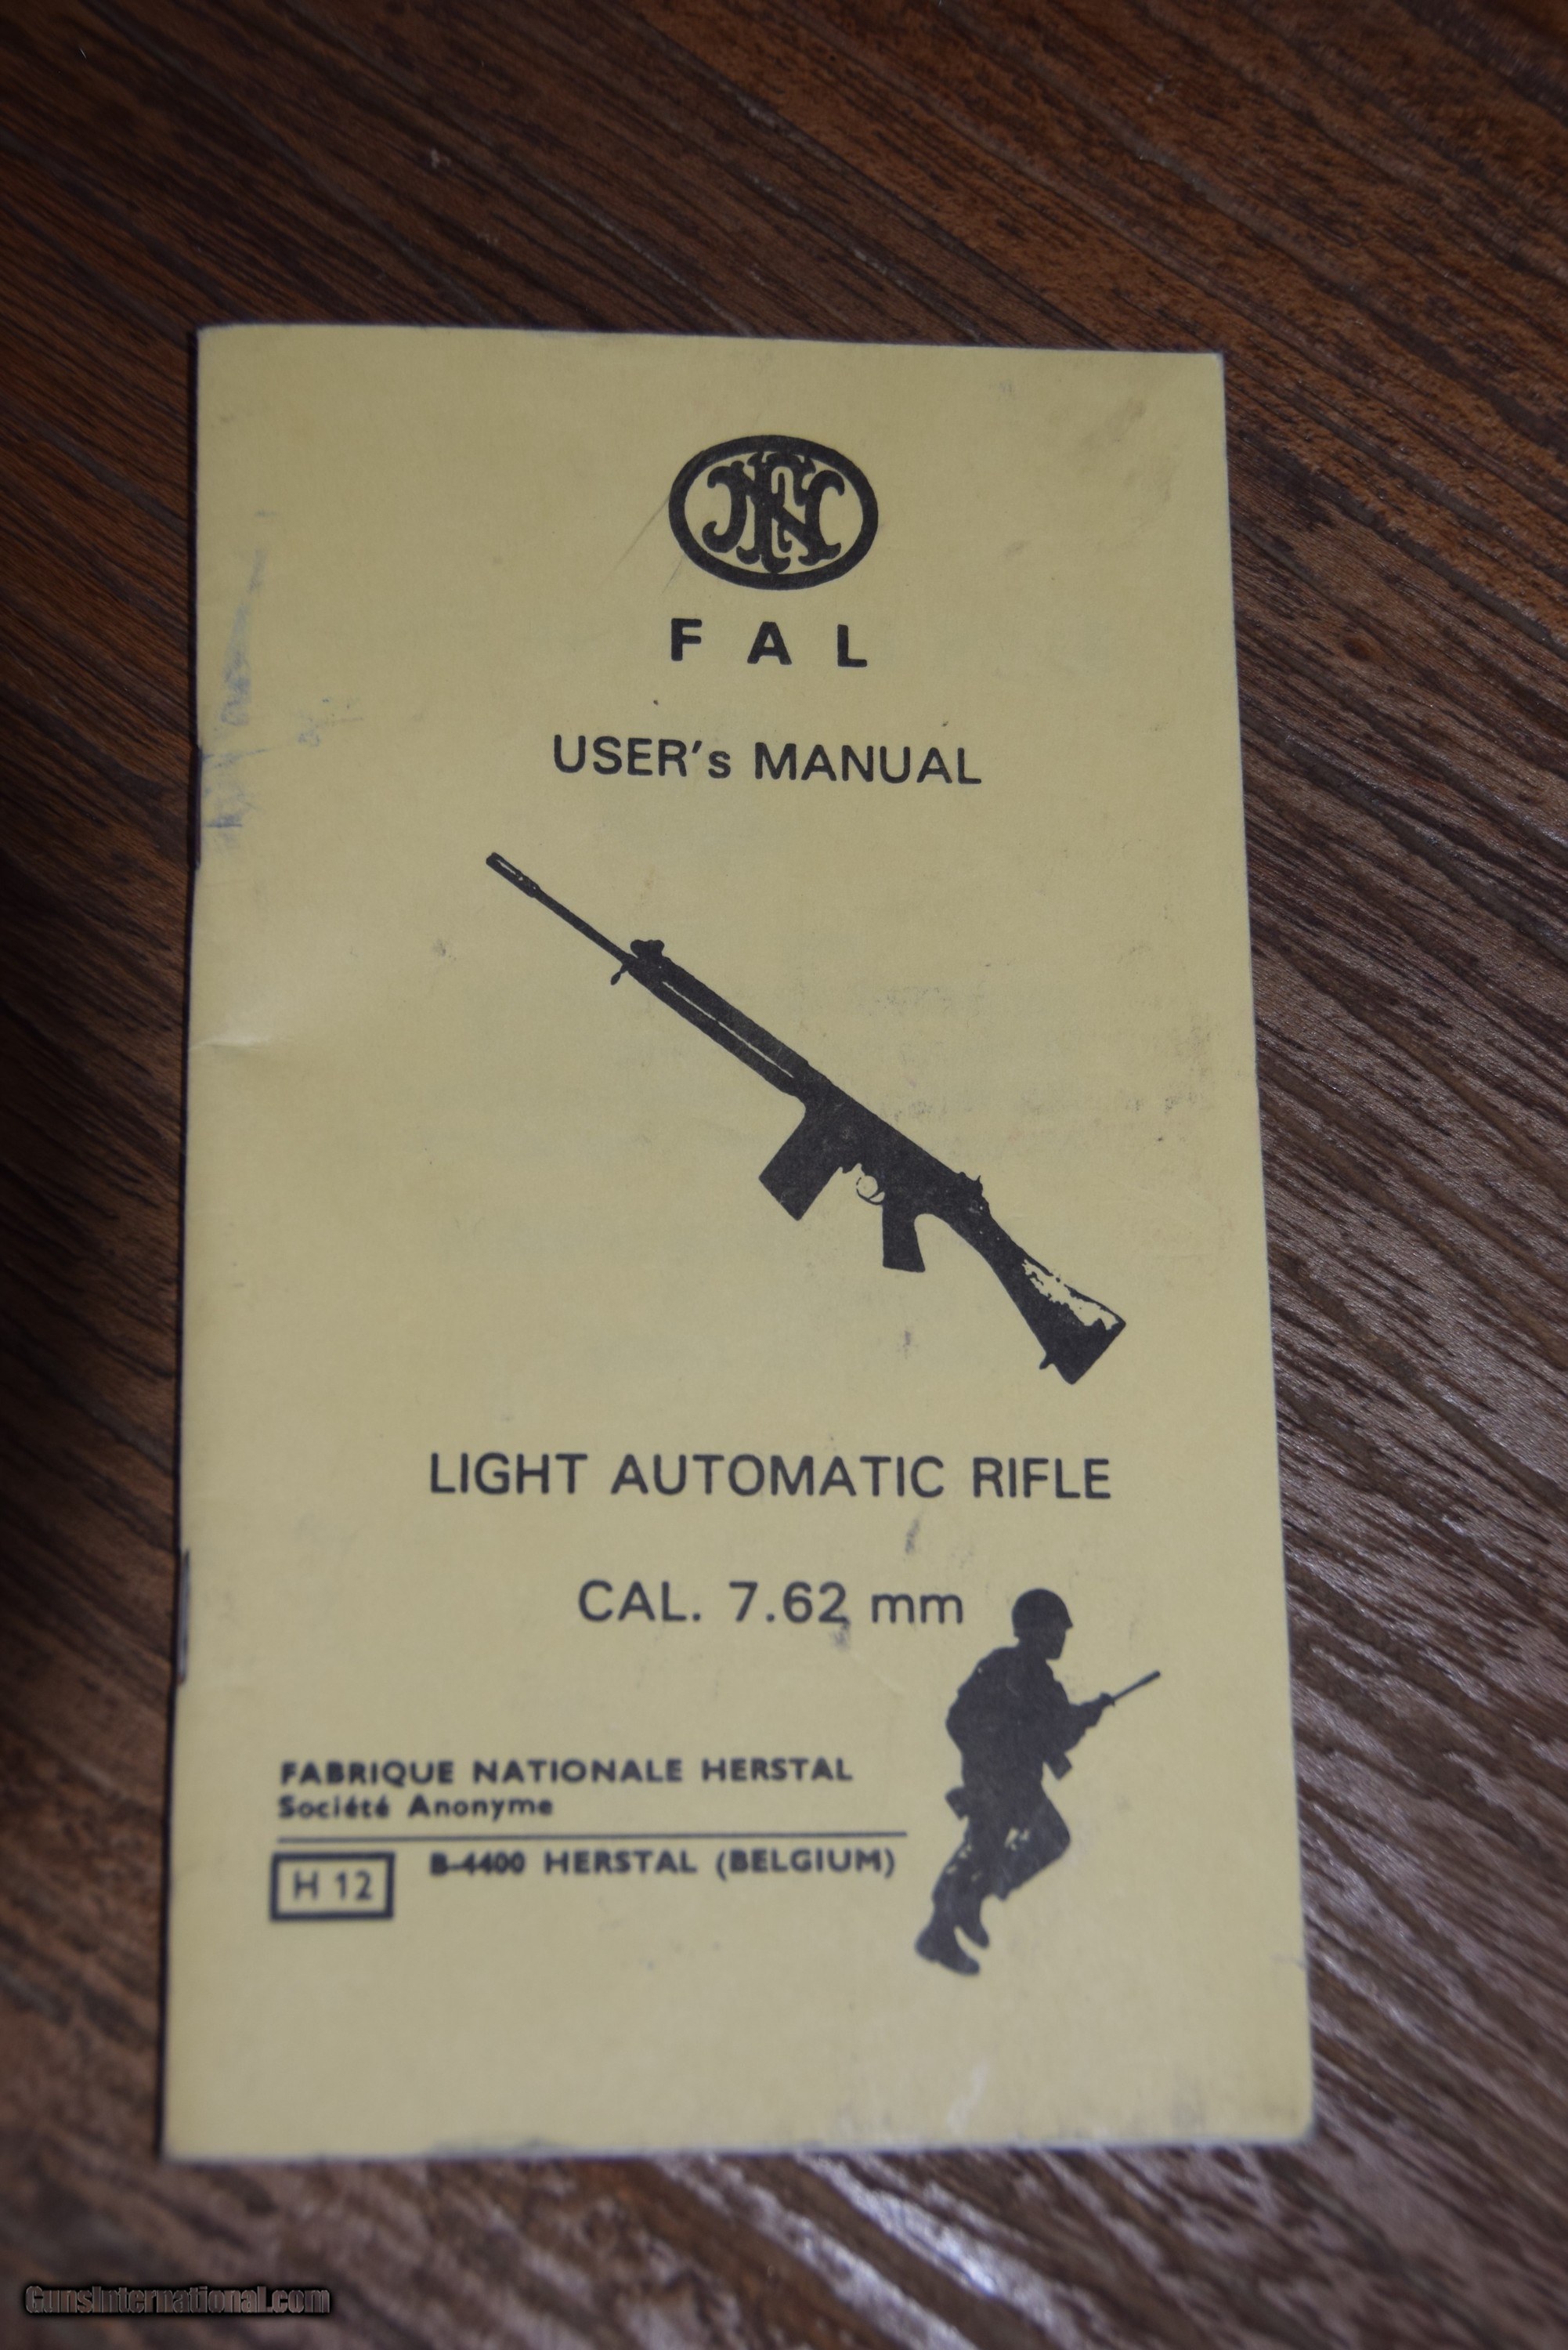 FN
F A L
USER's MANUAL
LIGHT AUTOMATIC RIFLE
CAL. 7.62 mm
FABRIQUE NATIONALE HERSTAL
Société Anonyme
H 12
B-4400 HERSTAL (BELGIUM)
GunsInternational.com